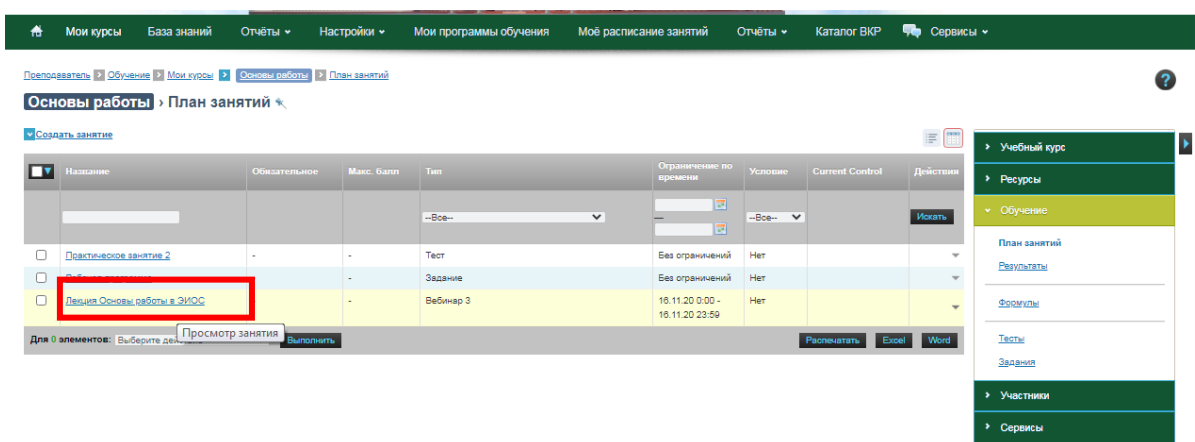 Мои курсы База знаний Отчёты Настройки Мои программы обучения Моё расписание занятий Отчёты Каталог ВКР Сервисы
Преподаватель Обучение Мои курсы Основы работы План занятий
?
Основы работы › План занятий
Создать занятие
Название Обязательное Макс. балл Тип Ограничение по времени Условие Current Control Действия
--Все-- — --Все-- Искать
Практическое занятие 2 - - Тест Без ограничений Нет
- Задание Без ограничений Нет
Лекция Основы работы в ЭИОС - Вебинар 3 16.11.20 0:00 - Нет
16.11.20 23:59
Просмотр занятия
Для 0 элементов: Выберите Выполнить Распечатать Excel Word
Учебный курс
Ресурсы
Обучение
План занятий
Результаты
Формулы
Тесты
Задания
Участники
Сервисы